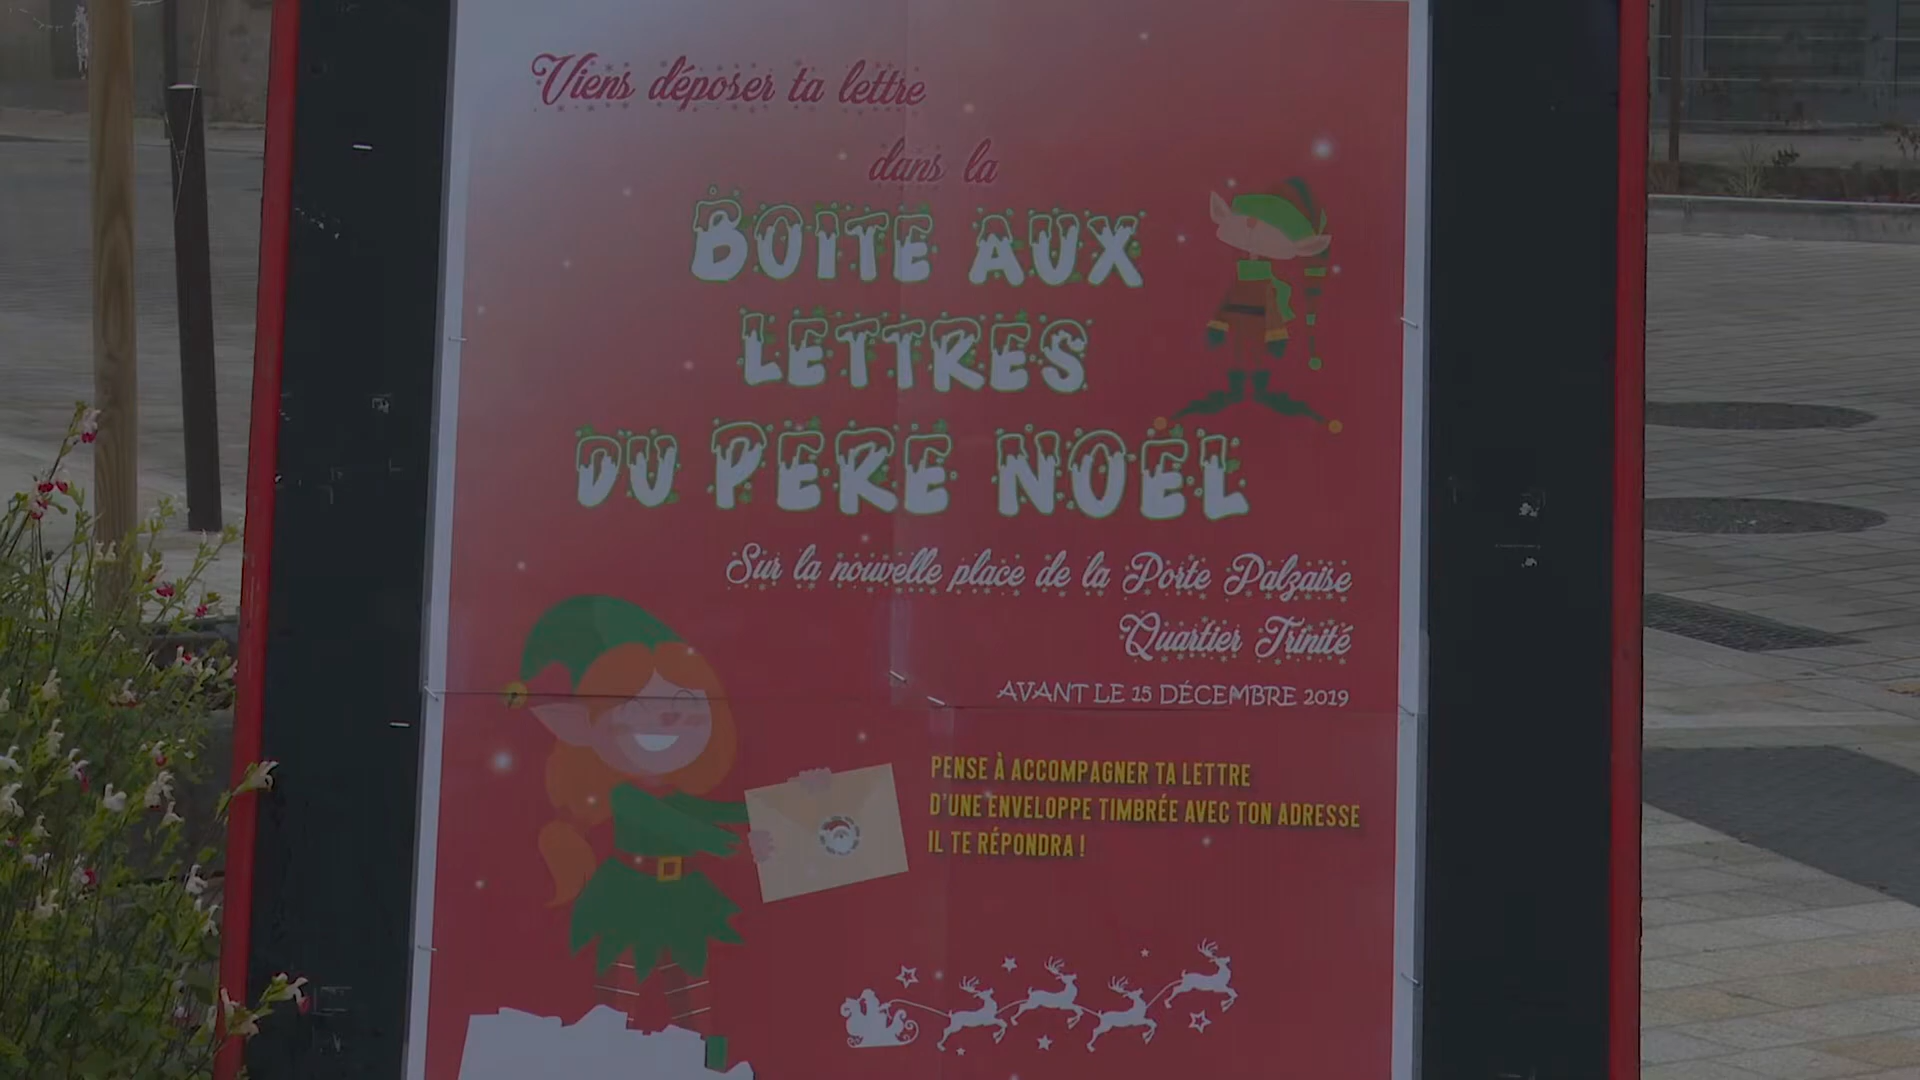 Viens déposer ta lettre
dans la
BOITE AUX
LETTRES
DU PERE NOEL
Sur la nouvelle place de la Porte Palzaise
Quartier Trinité
AVANT LE 15 DÉCEMBRE 2019
PENSE À ACCOMPAGNER TA LETTRE
D'UNE ENVELOPPE TIMBRÉE AVEC TON ADRESSE
IL TE RÉPONDRA !